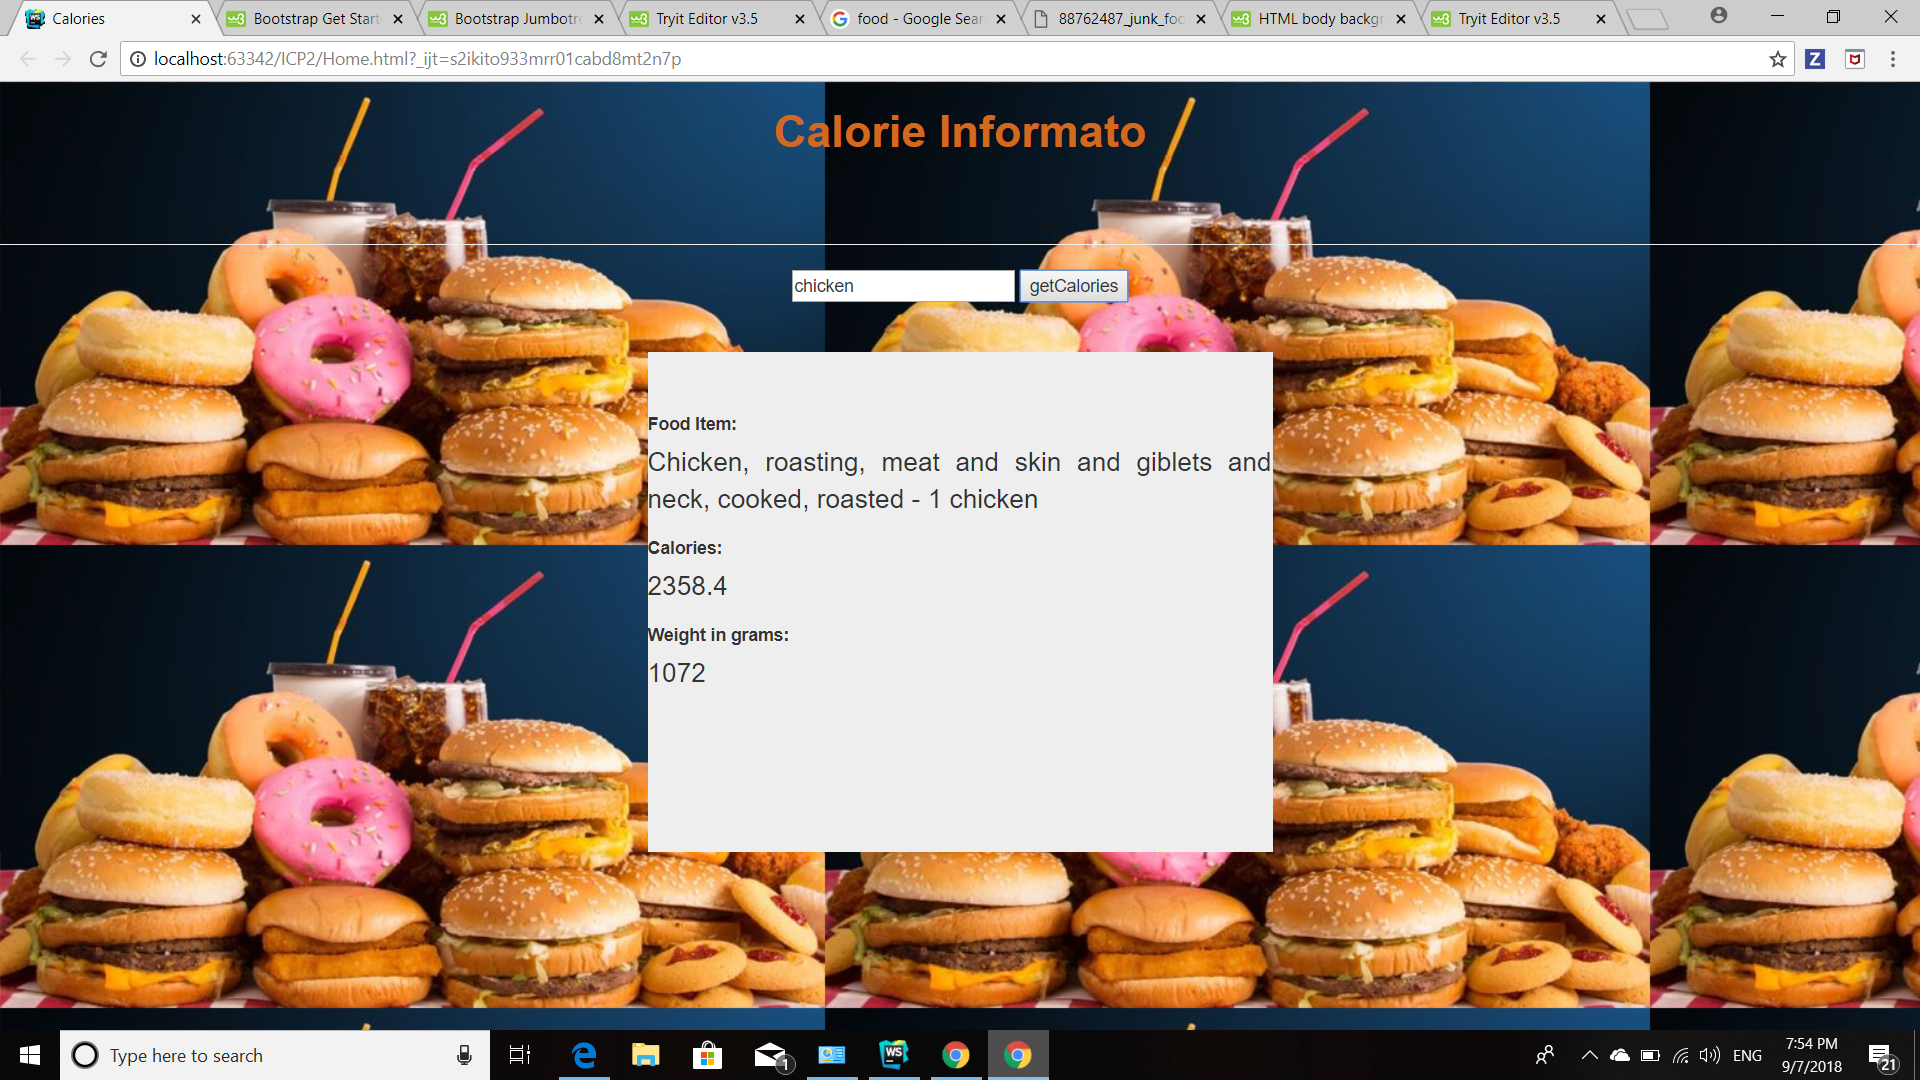 Calories
Bootstrap Get Start
Bootstrap Jumbotr
Tryit Editor v3.5
food - Google Sear
88762487_junk_foo
HTML body backgr
Tryit Editor v3.5
localhost:63342/ICP2/Home.html?_ijt=s2ikito933mrr01cabd8mt2n7p
Calorie Informato
chicken
getCalories
Food Item:
Chicken, roasting, meat and skin and giblets and
neck, cooked, roasted - 1 chicken
Calories:
2358.4
Weight in grams:
1072
Type here to search
1
WS
ENG
7:54 PM
9/7/2018
21